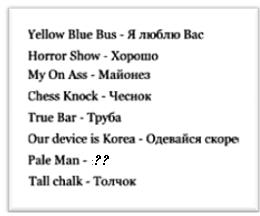 Yellow Blue Bus - Я люблю Вас
Horror Show - Хорошо
My On Ass - Майонез
Chess Knock - Чеснок
True Bar - Труба
Our device is Korea - Одевайся скорее
Pale Man - ??
Tall chalk - Толчок